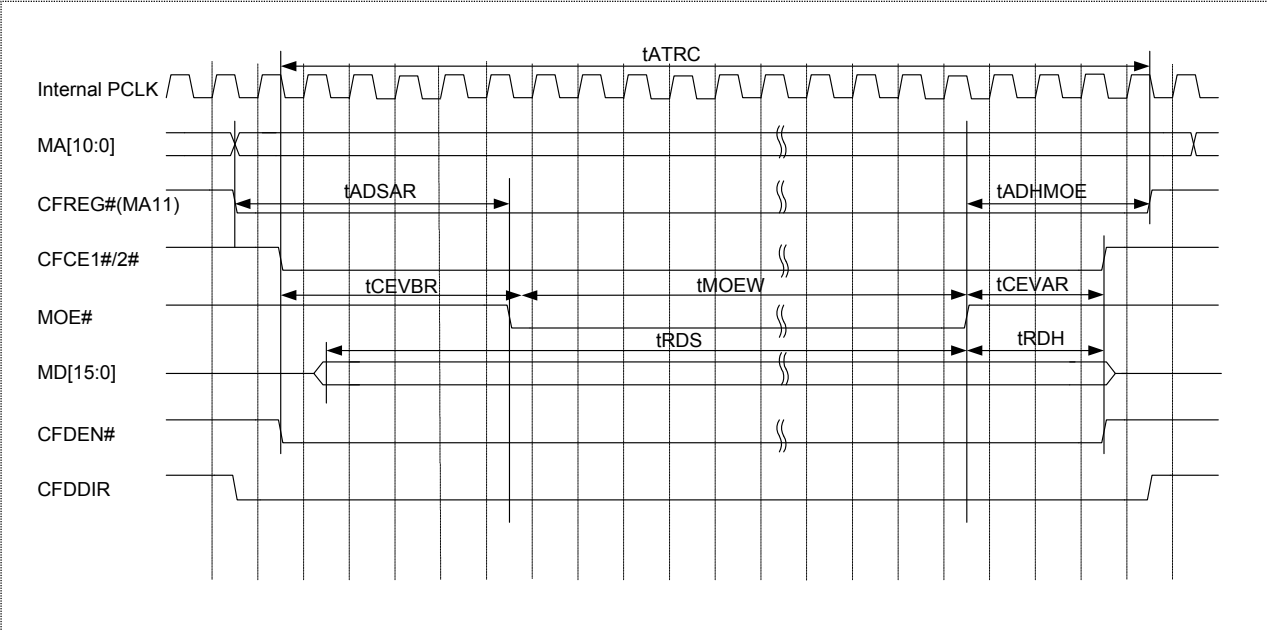 tATRC
Internal PCLK
MA[10:0]
tADSAR
tADHMOE
CFREG#(MA11)
CFCE1#/2#
tCEVBR
tMOEW
tCEVAR
MOE#
tRDS
tRDH
MD[15:0]
CFDEN#
CFDDIR